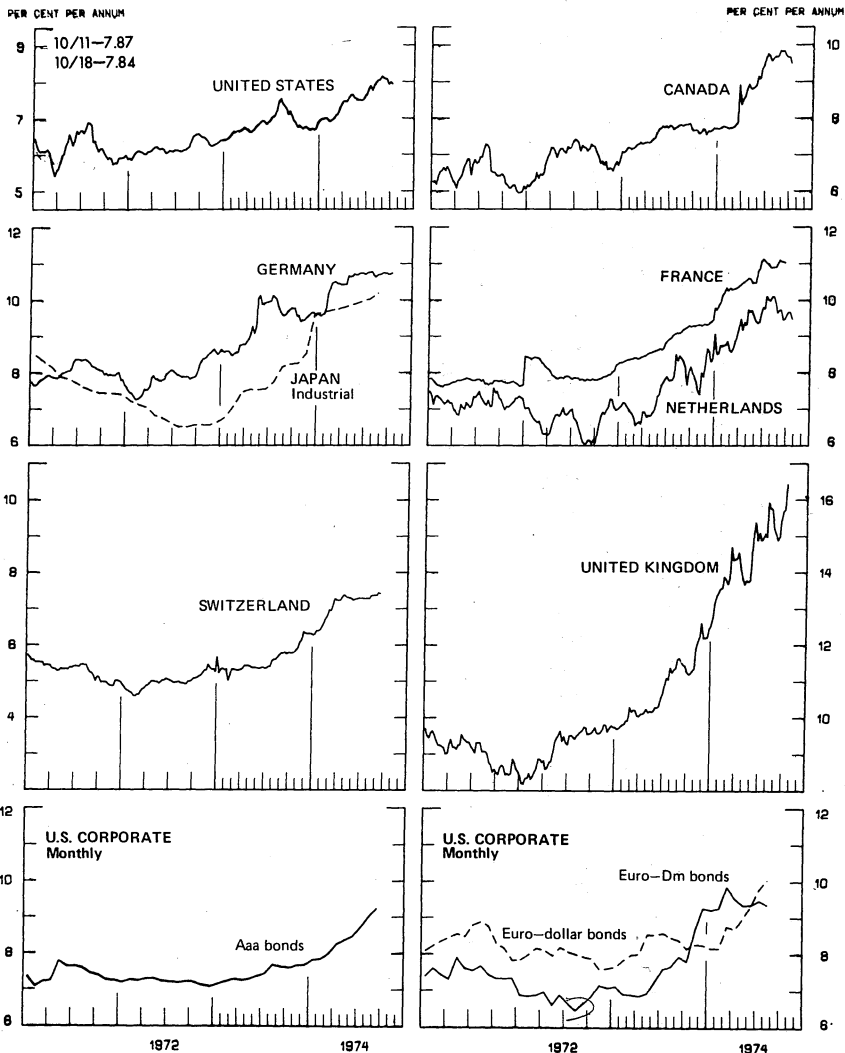 PER CENT PER ANNUM
PER CENT PER ANNUM
9
7
5
10/11—7.87
10/18—7.84
UNITED STATES
10
8
6
CANADA
12
10
8
6
GERMANY
JAPAN
Industrial
12
10
8
6
FRANCE
NETHERLANDS
10
8
6
4
SWITZERLAND
16
14
12
10
8
UNITED KINGDOM
12
10
8
6
U.S. CORPORATE
Monthly
Aaa bonds
1972
1974
12
10
8
6
U.S. CORPORATE
Monthly
Euro—Dm bonds
Euro—dollar bonds
1972
1974